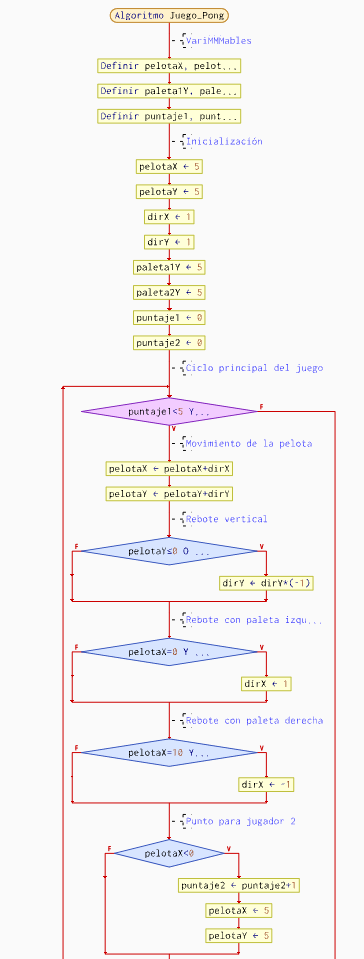 Algoritmo Juego_Pong
VariMMMables
Definir pelotaX, pelot...
Definir paleta1Y, pale...
Definir puntaje1, punt...
Inicialización
pelotaX ← 5
pelotaY ← 5
dirX ← 1
dirY ← 1
paleta1Y ← 5
paleta2Y ← 5
puntaje1 ← 0
puntaje2 ← 0
Ciclo principal del juego
puntaje1<5 Y...
F
V
Movimiento de la pelota
pelotaX ← pelotaX+dirX
pelotaY ← pelotaY+dirY
Rebote vertical
F
pelotaY≤0 O ...
V
dirY ← dirY*(-1)
Rebote con paleta izqu...
F
pelotaX=0 Y ...
V
dirX ← 1
Rebote con paleta derecha
F
pelotaX=10 Y...
V
dirX ← -1
Punto para jugador 2
F
pelotaX<0
V
puntaje2 ← puntaje2+1
pelotaX ← 5
pelotaY ← 5